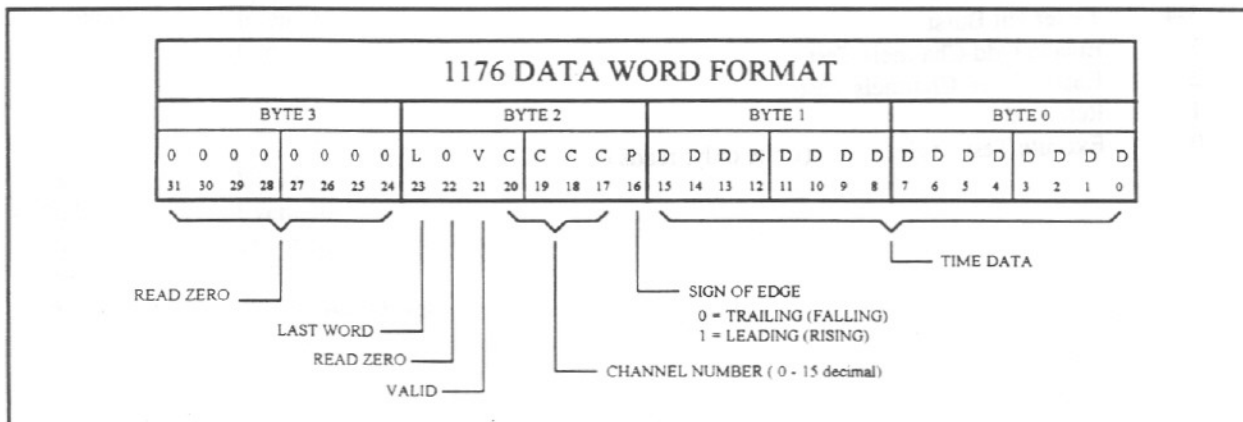 1176 DATA WORD FORMAT
BYTE 3 BYTE 2 BYTE 1 BYTE 0
0 0 0 0 0 0 0 0 L 0 V C C C C P D D D D D D D D D D D D D D D D
31 30 29 28 27 26 25 24 23 22 21 20 19 18 17 16 15 14 13 12 11 10 9 8 7 6 5 4 3 2 1 0
TIME DATA
READ ZERO
SIGN OF EDGE
0 = TRAILING (FALLING)
1 = LEADING (RISING)
LAST WORD
READ ZERO
CHANNEL NUMBER ( 0 - 15 decimal)
VALID